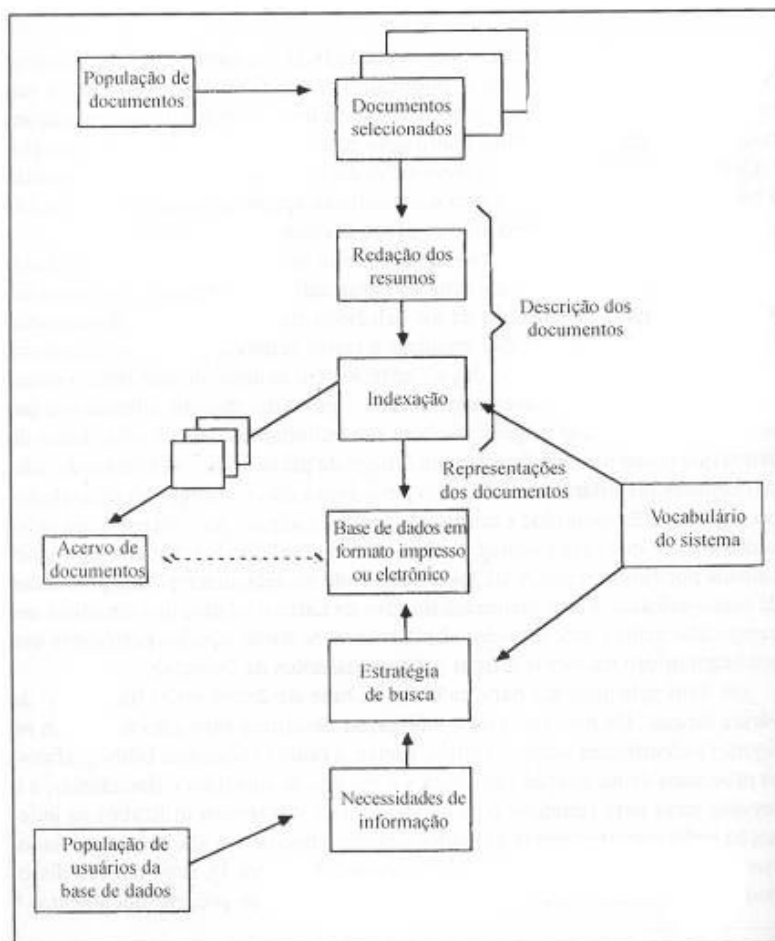 População de
documentos
Documentos
selecionados
Redação dos
resumos
Descrição dos
documentos
Indexação
Representações
dos documentos
Vocabulário
do sistema
Acervo de
documentos
Base de dados em
formato impresso
ou eletrônico
Estratégia
de busca
Necessidades de
informação
População de
usuários da
base de dados